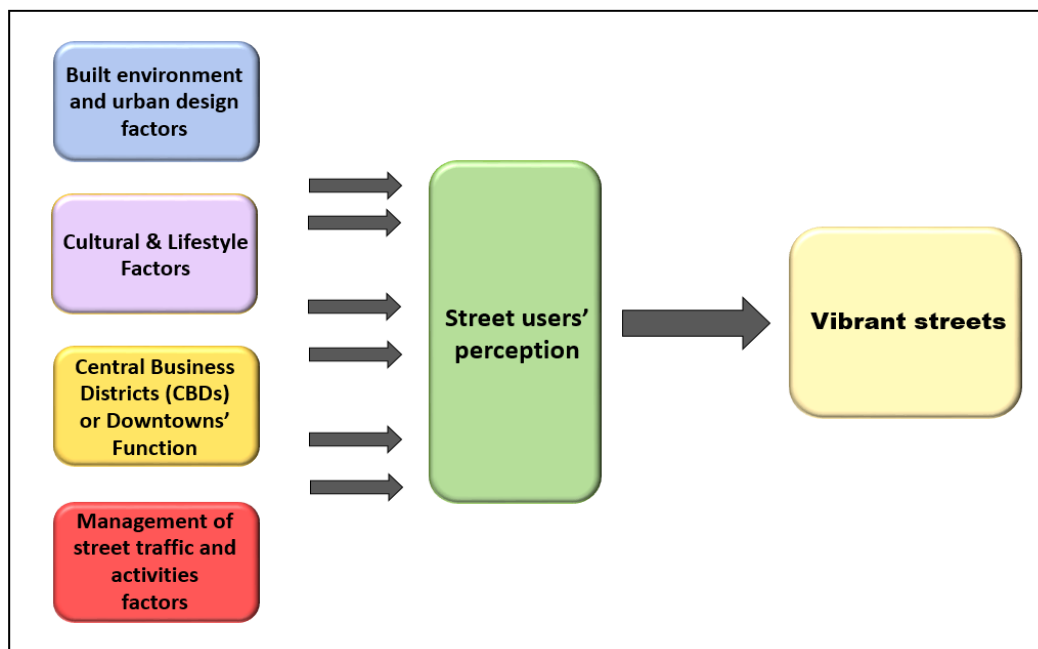 Built environment
and urban design
factors
Cultural & Lifestyle
Factors
Central Business
Districts (CBDs)
or Downtowns’
Function
Management of
street traffic and
activities
factors
Street users’
perception
Vibrant streets